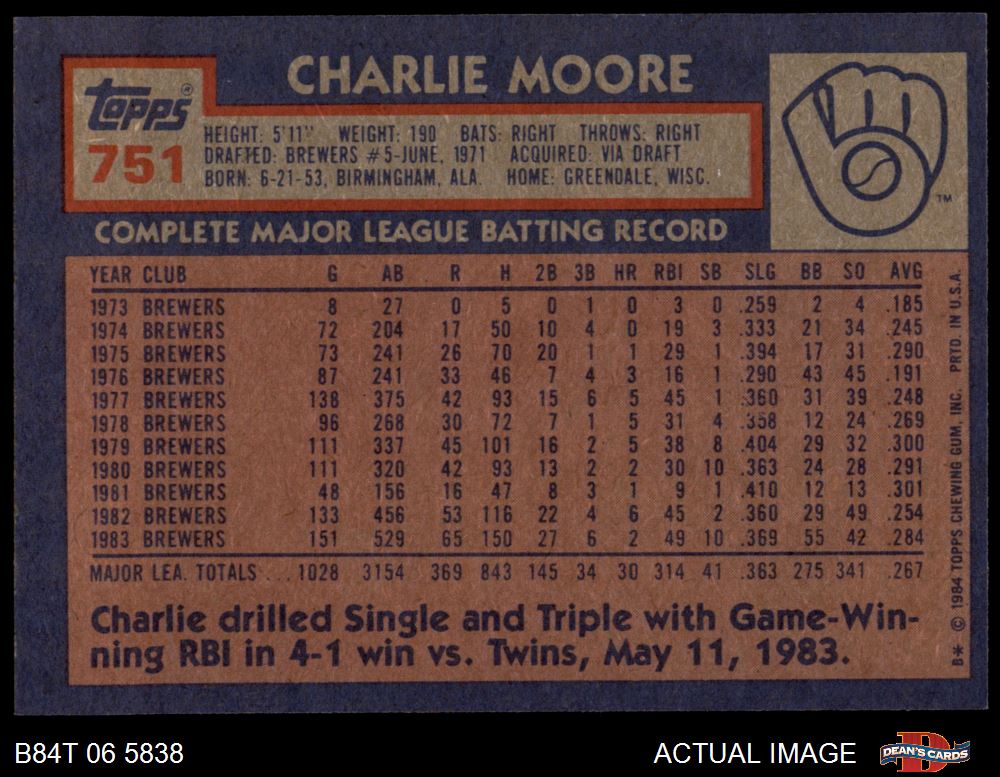 CHARLIE MOORE
topps®
751
HEIGHT: 5'11" WEIGHT: 190 BATS: RIGHT THROWS: RIGHT
DRAFTED: BREWERS #5-JUNE, 1971 ACQUIRED: VIA DRAFT
BORN: 6-21-53, BIRMINGHAM, ALA. HOME: GREENDALE, WISC.
TM
COMPLETE MAJOR LEAGUE BATTING RECORD
YEAR CLUB G AB R H 2B 3B HR RBI SB SLG BB SO AVG
1973 BREWERS 8 27 0 5 0 1 0 3 0 .259 2 4 .185
1974 BREWERS 72 204 17 50 10 4 0 19 3 .333 21 34 .245
1975 BREWERS 73 241 26 70 20 1 1 29 1 .394 17 31 .290
1976 BREWERS 87 241 33 46 7 4 3 16 1 .290 43 45 .191
1977 BREWERS 138 375 42 93 15 6 5 45 1 .360 31 39 .248
1978 BREWERS 96 268 30 72 7 1 5 31 4 .358 12 24 .269
1979 BREWERS 111 337 45 101 16 2 5 38 8 .404 29 32 .300
1980 BREWERS 111 320 42 93 13 2 2 30 10 .363 24 28 .291
1981 BREWERS 48 156 16 47 8 3 1 9 1 .410 12 13 .301
1982 BREWERS 133 456 53 116 22 4 6 45 2 .360 29 49 .254
1983 BREWERS 151 529 65 150 27 6 2 49 10 .369 55 42 .284
MAJOR LEA. TOTALS ... 1028 3154 369 843 145 34 30 314 41 .363 275 341 .267
Charlie drilled Single and Triple with Game-Win-
ning RBI in 4-1 win vs. Twins, May 11, 1983.
B* © 1984 TOPPS CHEWING GUM, INC. PRTD. IN U.S.A.
B84T 06 5838
ACTUAL IMAGE
DEAN'S CARDS